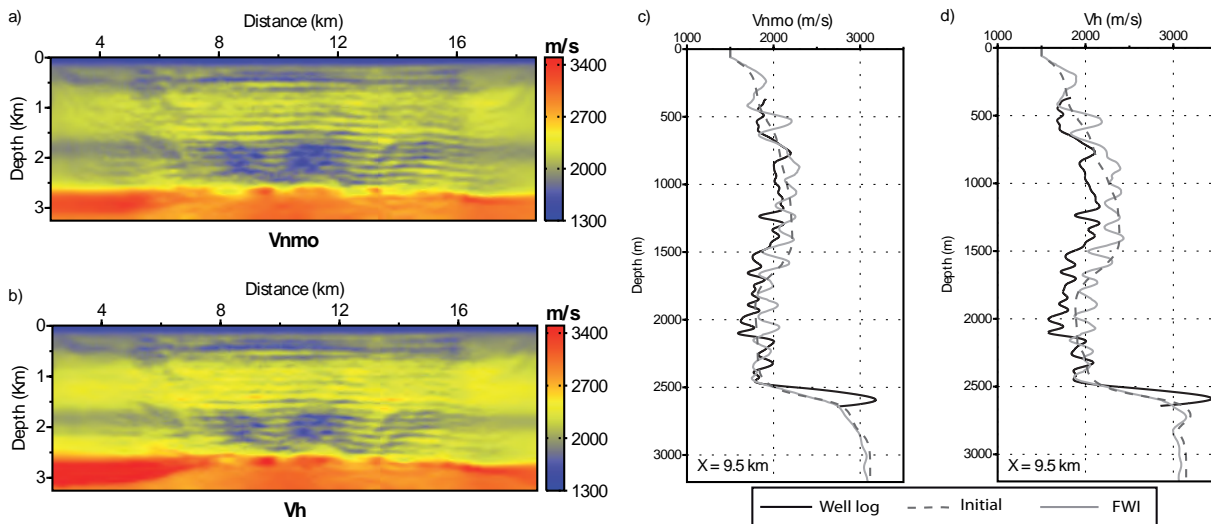 a)
Distance (km)
4 8 12 16
m/s
0
1
2
3
Depth (Km)
3400
2700
2000
1300
Vnmo
b)
Distance (km)
4 8 12 16
m/s
0
1
2
3
Depth (Km)
3400
2700
2000
1300
Vh
c)
Vnmo (m/s)
1000 2000 3000
0
500
1000
1500
2000
2500
3000
Depth (m)
X = 9.5 km
d)
Vh (m/s)
1000 2000 3000
0
500
1000
1500
2000
2500
3000
Depth (m)
X = 9.5 km
Well log Initial FWI